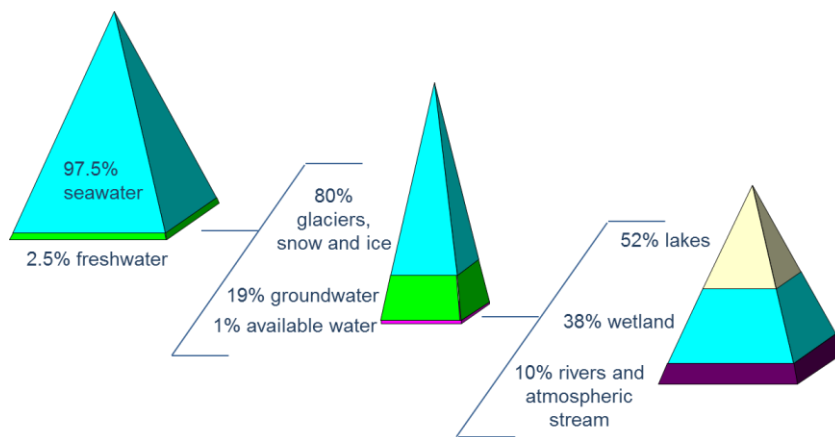 97.5%
seawater
2.5% freshwater
80%
glaciers,
snow and ice
19% groundwater
1% available water
52% lakes
38% wetland
10% rivers and
atmospheric
stream